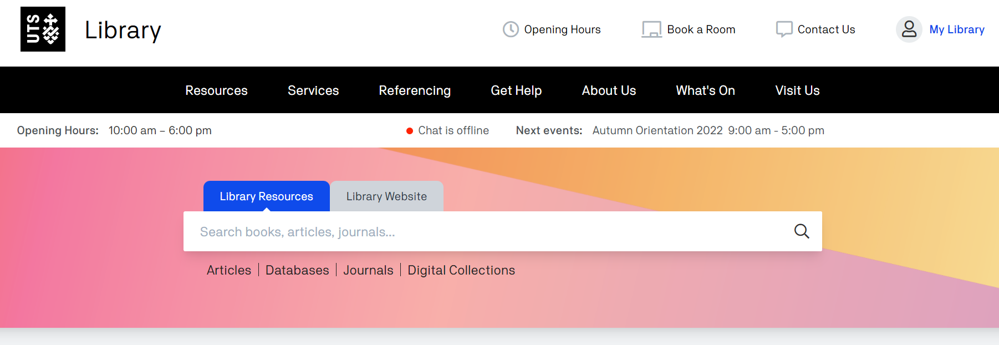 UTS
Library
Opening Hours
Book a Room
Contact Us
My Library
Resources
Services
Referencing
Get Help
About Us
What's On
Visit Us
Opening Hours: 10:00 am – 6:00 pm
Chat is offline
Next events: Autumn Orientation 2022 9:00 am - 5:00 pm
Library Resources
Library Website
Search books, articles, journals...
Articles | Databases | Journals | Digital Collections